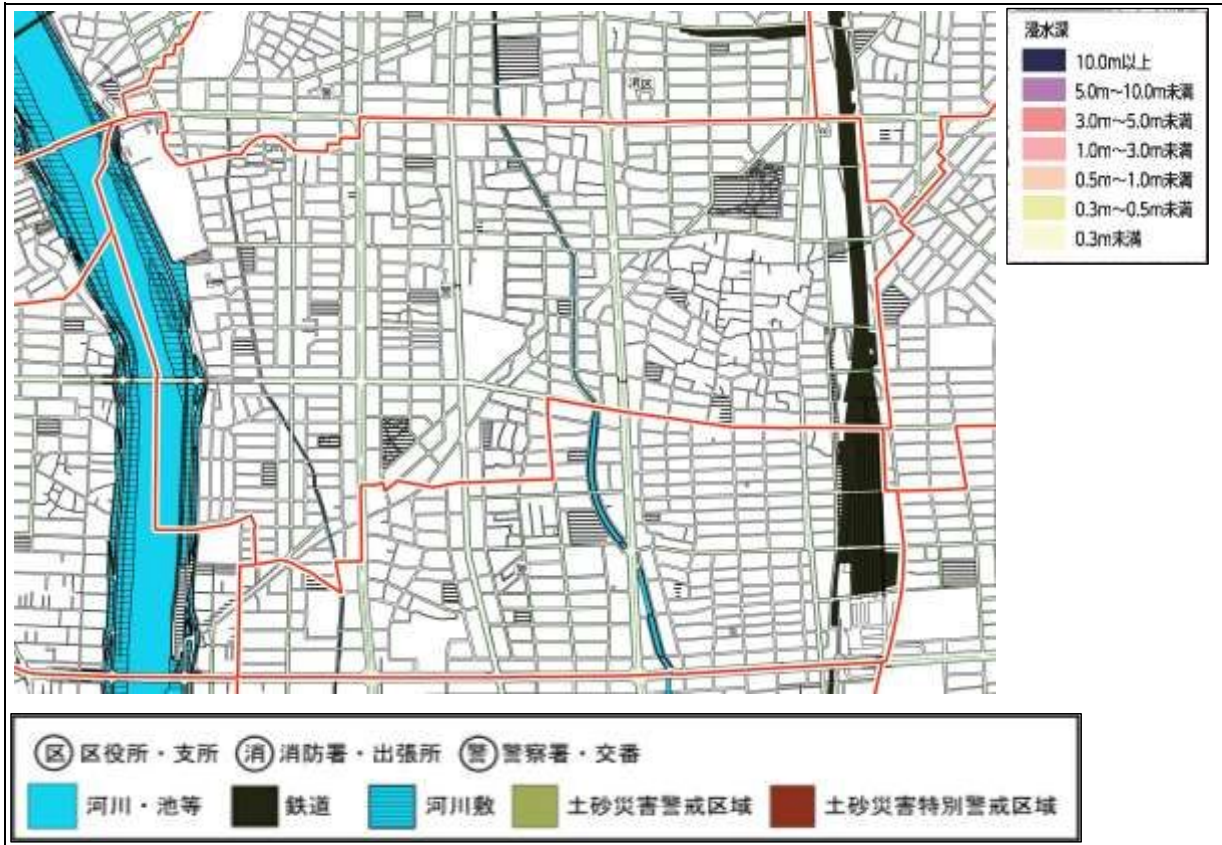 浸水深
10.0m以上
5.0m～10.0m未満
3.0m～5.0m未満
1.0m～3.0m未満
0.5m～1.0m未満
0.3m～0.5m未満
0.3m未満
消区
区 区役所・支所 消 消防署・出張所 警 警察署・交番
河川・池等 鉄道 河川敷 土砂災害警戒区域 土砂災害特別警戒区域